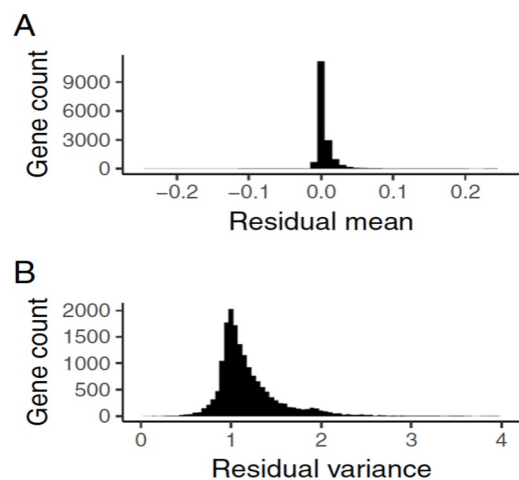 A
Gene count
9000
6000
3000
0
−0.2 −0.1 0.0 0.1 0.2
Residual mean
B
Gene count
2000
1500
1000
500
0
0 1 2 3 4
Residual variance